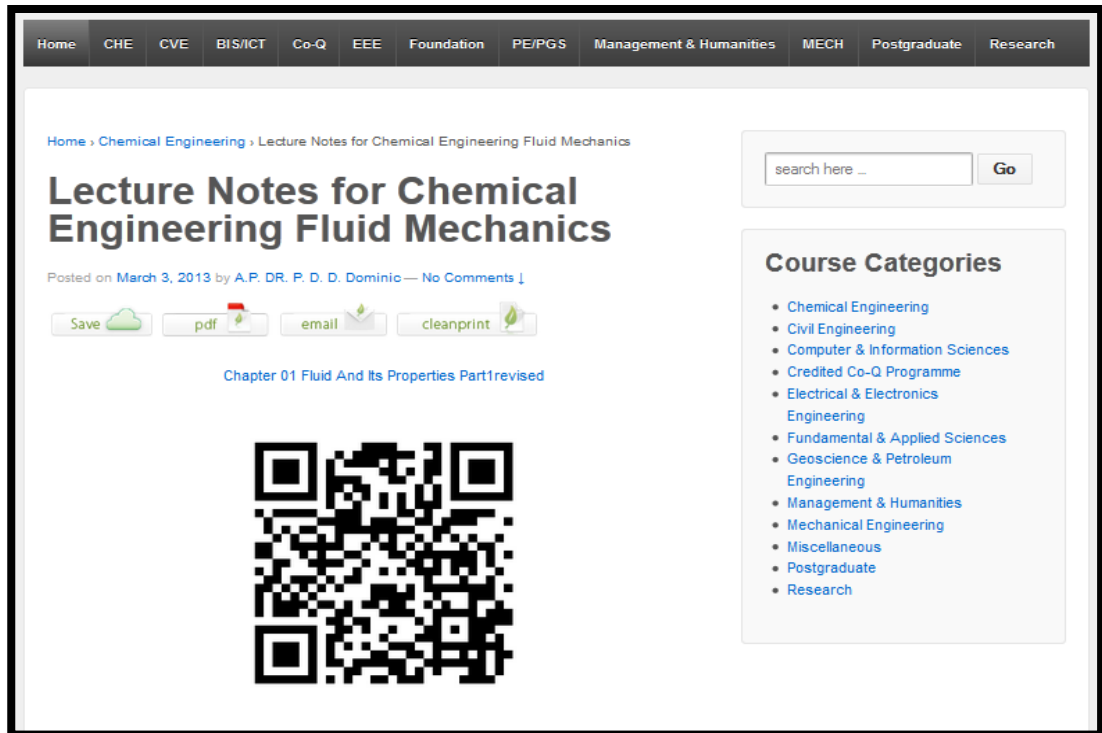 Home CHE CVE BIS/ICT Co-Q EEE Foundation PE/PGS Management & Humanities MECH Postgraduate Research
Home › Chemical Engineering › Lecture Notes for Chemical Engineering Fluid Mechanics
Lecture Notes for Chemical
Engineering Fluid Mechanics
Posted on March 3, 2013 by A.P. DR. P. D. D. Dominic — No Comments ↓
Save pdf email cleanprint
Chapter 01 Fluid And Its Properties Part1revised
search here ... Go
Course Categories
Chemical Engineering
Civil Engineering
Computer & Information Sciences
Credited Co-Q Programme
Electrical & Electronics
Engineering
Fundamental & Applied Sciences
Geoscience & Petroleum
Engineering
Management & Humanities
Mechanical Engineering
Miscellaneous
Postgraduate
Research